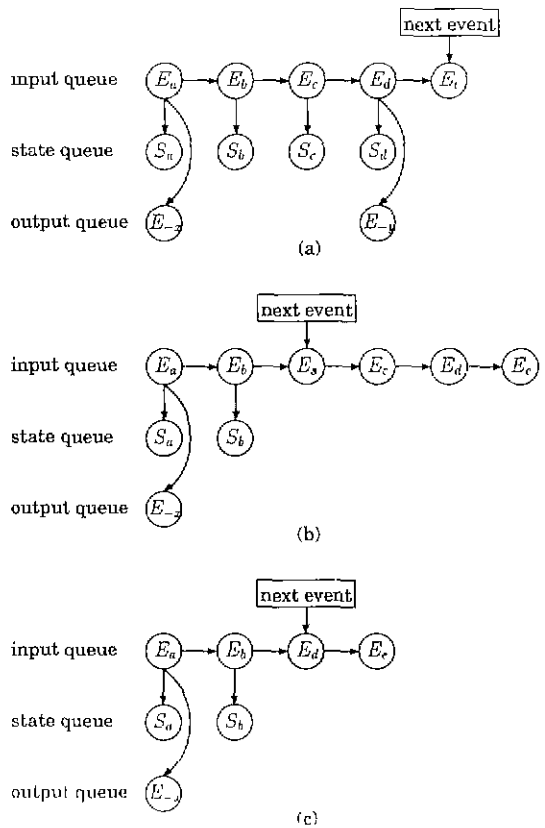 next event
input queue E_a E_b E_c E_d E_e
state queue S_a S_b S_c S_d
output queue E_{-x} E_{-y}
(a)
next event
input queue E_a E_b E_s E_c E_d E_e
state queue S_a S_b
output queue E_{-x}
(b)
next event
input queue E_a E_b E_d E_e
state queue S_a S_b
output queue E_{-x}
(c)